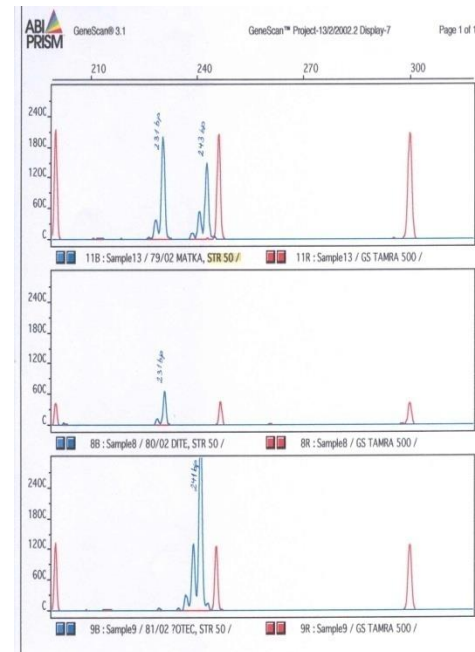 ABI
PRISM
GeneScan® 3.1 GeneScan™ Project-13/2/2002.2 Display-7 Page 1 of 1
210 240 270 300
2400
1800
1200
600
0
231 bp
243 bp
11B : Sample13 / 79/02 MATKA, STR 50 / 11R : Sample13 / GS TAMRA 500 /
2400
1800
1200
600
0
231 bp
8B : Sample8 / 80/02 DITE, STR 50 / 8R : Sample8 / GS TAMRA 500 /
2400
1800
1200
600
0
241 bp
9B : Sample9 / 81/02 ?OTEC, STR 50 / 9R : Sample9 / GS TAMRA 500 /